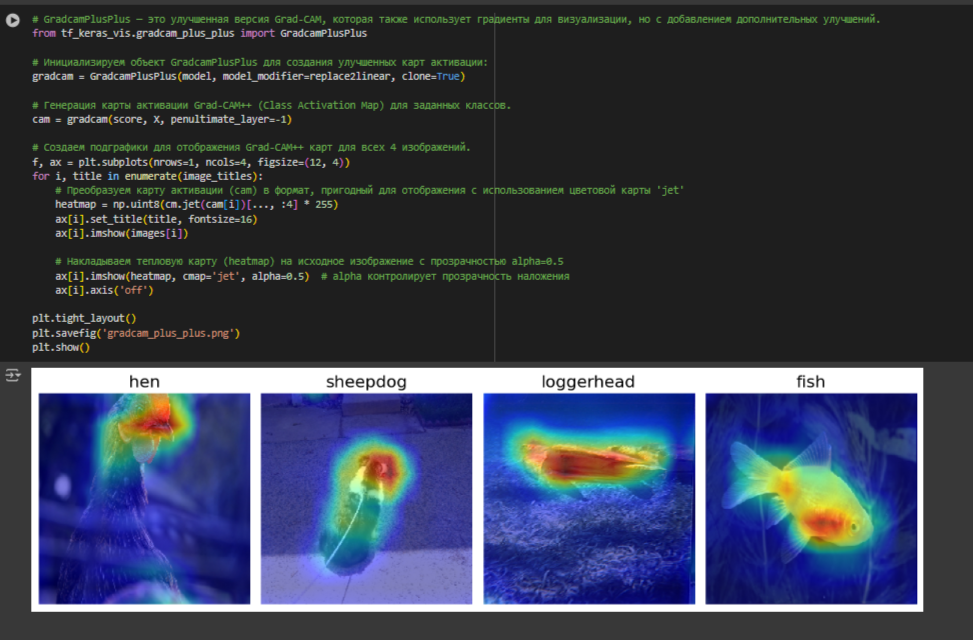 # GradcamPlusPlus — это улучшенная версия Grad-CAM, которая также использует градиенты для визуализации, но с добавлением дополнительных улучшений.
from tf_keras_vis.gradcam_plus_plus import GradcamPlusPlus
# Инициализируем объект GradcamPlusPlus для создания улучшенных карт активации:
gradcam = GradcamPlusPlus(model, model_modifier=replace2linear, clone=True)
# Генерация карты активации Grad-CAM++ (Class Activation Map) для заданных классов.
cam = gradcam(score, X, penultimate_layer=-1)
# Создаем подграфики для отображения Grad-CAM++ карт для всех 4 изображений.
f, ax = plt.subplots(nrows=1, ncols=4, figsize=(12, 4))
for i, title in enumerate(image_titles):
# Преобразуем карту активации (cam) в формат, пригодный для отображения с использованием цветовой карты 'jet'
heatmap = np.uint8(cm.jet(cam[i])[..., :4] * 255)
ax[i].set_title(title, fontsize=16)
ax[i].imshow(images[i])
# Накладываем тепловую карту (heatmap) на исходное изображение с прозрачностью alpha=0.5
ax[i].imshow(heatmap, cmap='jet', alpha=0.5)  # alpha контролирует прозрачность наложения
ax[i].axis('off')
plt.tight_layout()
plt.savefig('gradcam_plus_plus.png')
plt.show()
hen sheepdog loggerhead fish